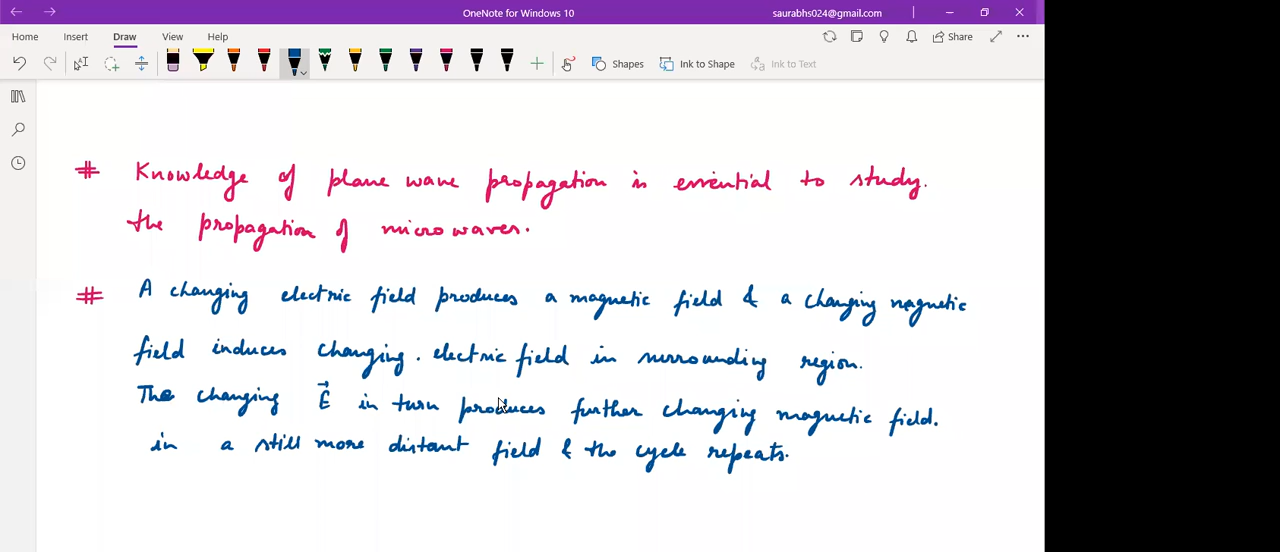 OneNote for Windows 10
saurabhs024@gmail.com
Home Insert Draw View Help
Share
Shapes Ink to Shape Ink to Text
# Knowledge of plane wave propagation is essential to study.
the propagation of microwaves.
# A changing electric field produces a magnetic field & a changing magnetic
field induces changing. electric field in surrounding region.
The changing E⃗ in turn produces further changing magnetic field.
in a still more distant field & the cycle repeats.